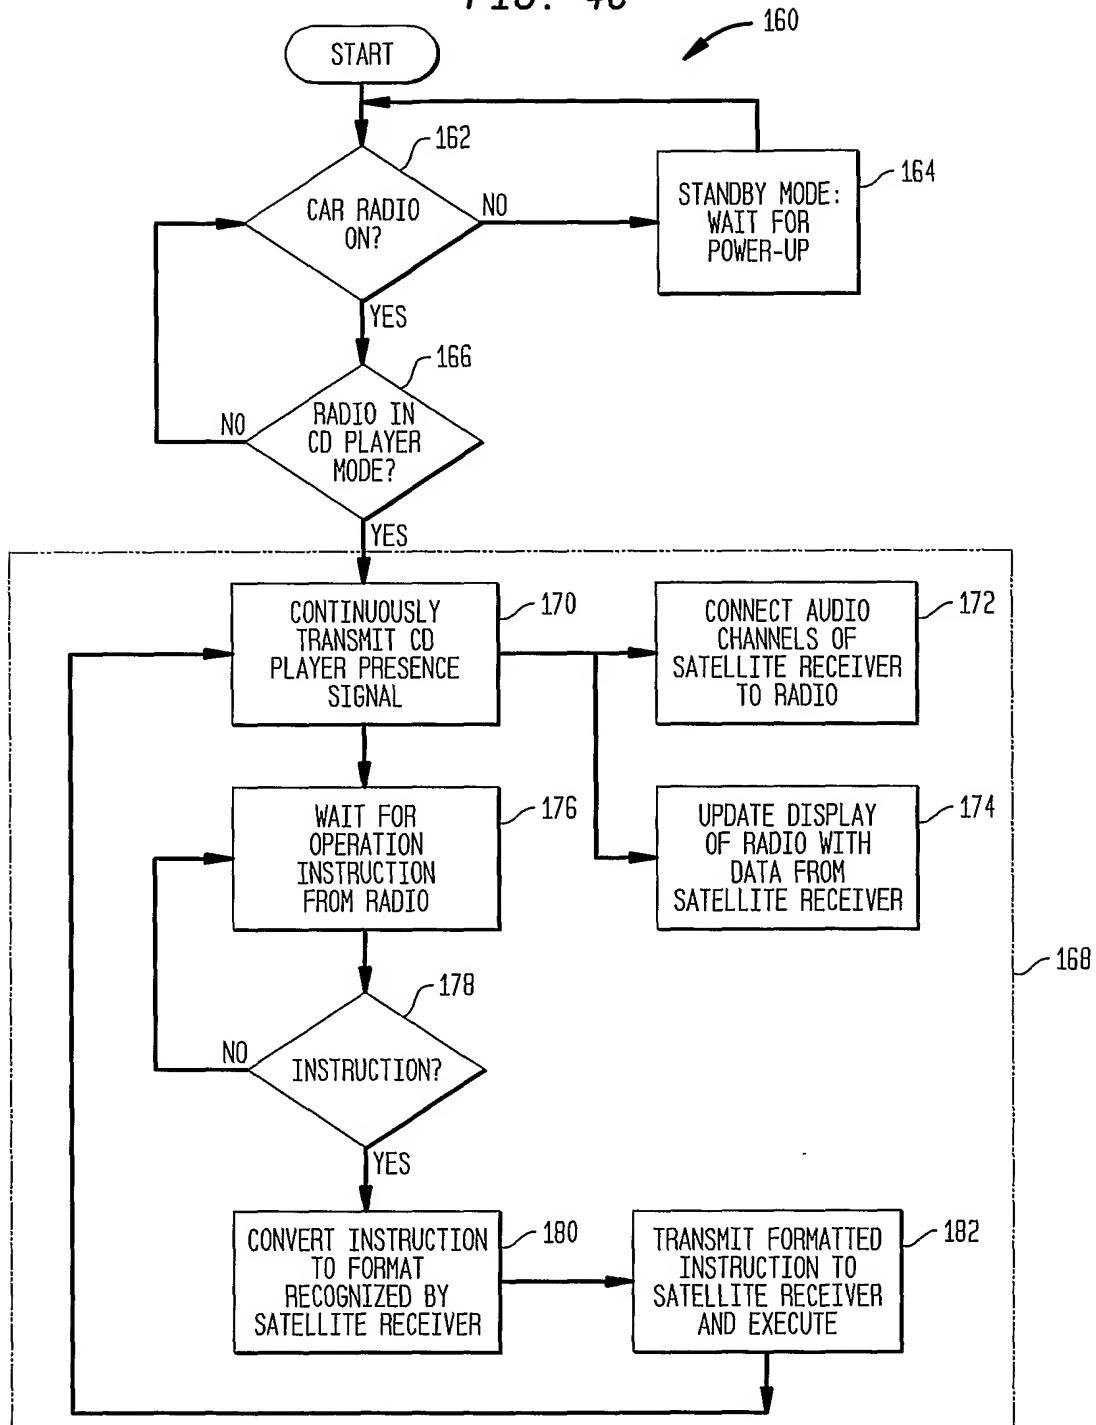 160
START
162
CAR RADIO
ON?
NO
164
STANDBY MODE:
WAIT FOR
POWER-UP
YES
166
RADIO IN
CD PLAYER
MODE?
NO
YES
170
CONTINUOUSLY
TRANSMIT CD
PLAYER PRESENCE
SIGNAL
172
CONNECT AUDIO
CHANNELS OF
SATELLITE RECEIVER
TO RADIO
176
WAIT FOR
OPERATION
INSTRUCTION
FROM RADIO
174
UPDATE DISPLAY
OF RADIO WITH
DATA FROM
SATELLITE RECEIVER
168
178
INSTRUCTION?
NO
YES
180
CONVERT INSTRUCTION
TO FORMAT
RECOGNIZED BY
SATELLITE RECEIVER
182
TRANSMIT FORMATTED
INSTRUCTION TO
SATELLITE RECEIVER
AND EXECUTE